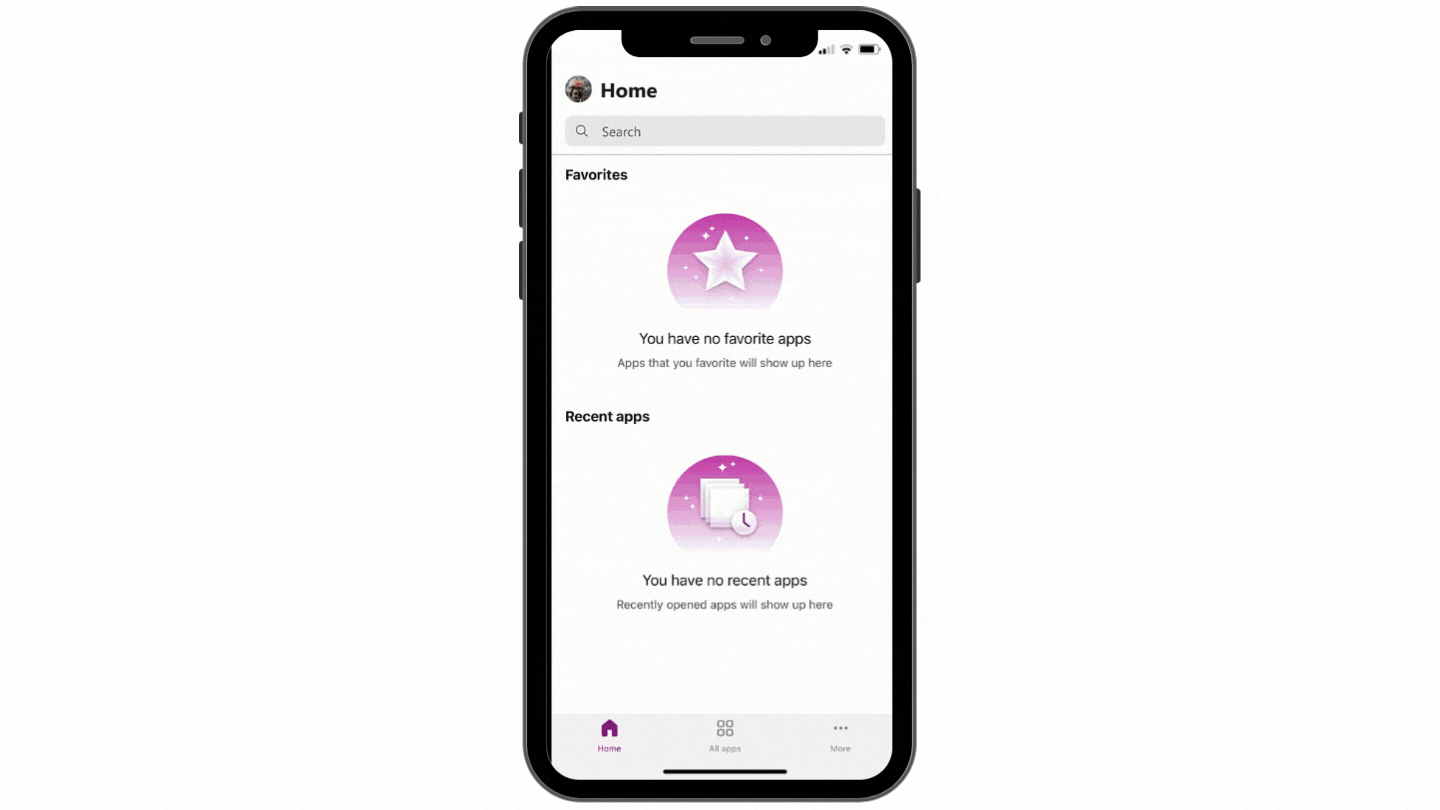 Home
Search
Favorites
You have no favorite apps
Apps that you favorite will show up here
Recent apps
You have no recent apps
Recently opened apps will show up here
Home
All apps
More